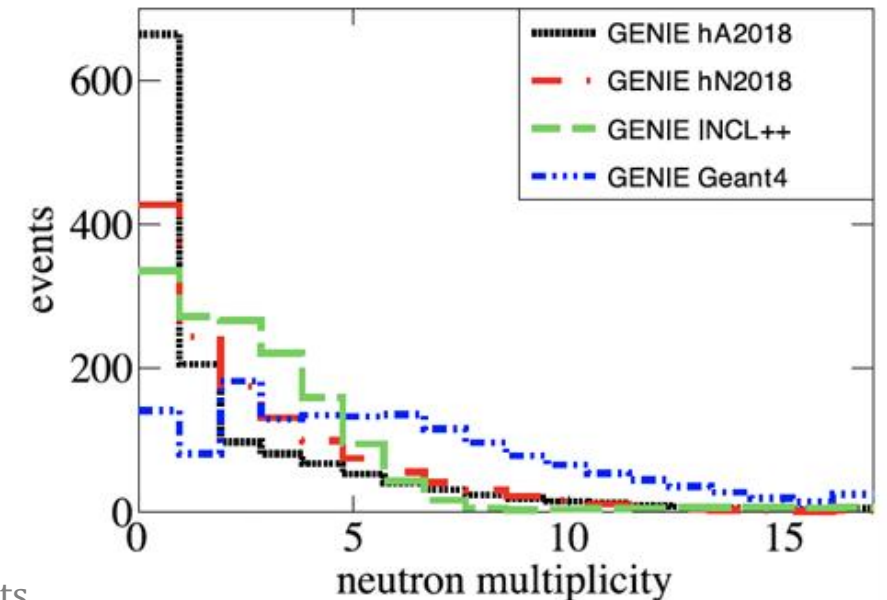 GENIE hA2018
GENIE hN2018
GENIE INCL++
GENIE Geant4
600
400
200
0
events
0 5 10 15
neutron multiplicity
ts